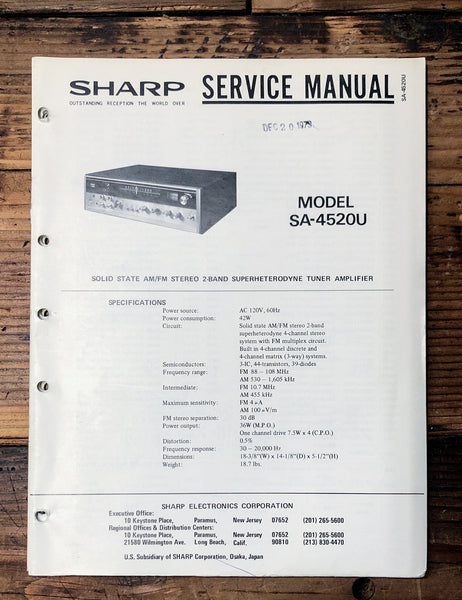 SHARP SERVICE MANUAL
OUTSTANDING RECEPTION THE WORLD OVER
SA-4520U
DEC 20 1973
MODEL
SA-4520U
SOLID STATE AM/FM STEREO 2-BAND SUPERHETERODYNE TUNER AMPLIFIER
SPECIFICATIONS
Power source: AC 120V, 60Hz
Power consumption: 42W
Circuit: Solid state AM/FM stereo 2-band
superheterodyne 4-channel stereo
system with FM multiplex circuit.
Built in 4-channel discrete and
4-channel matrix (3-way) systems.
Semiconductors: 3-IC, 44-transistors, 39-diodes
Frequency range: FM 88 – 108 MHz
AM 530 – 1,605 kHz
Intermediate: FM 10.7 MHz
AM 455 kHz
Maximum sensitivity: FM 4
AM 100 μV/m
FM stereo separation: 30 dB
Power output: 36W (M.P.O.)
One channel drive 7.5W x 4 (C.P.O.)
Distortion: 0.5%
Frequency response: 30 – 20,000 Hz
Dimensions: 18-3/8"(W) x 14-1/8"(D) x 5-1/2"(H)
Weight: 18.7 lbs.
SHARP ELECTRONICS CORPORATION
Executive Office:
10 Keystone Place, Paramus, New Jersey 07652 (201) 265-5600
Regional Offices & Distribution Centers:
10 Keystone Place, Paramus, New Jersey 07652 (201) 265-5600
21580 Wilmington Ave. Long Beach, Calif. 90810 (213) 830-4470
U.S. Subsidiary of SHARP Corporation, Osaka, Japan